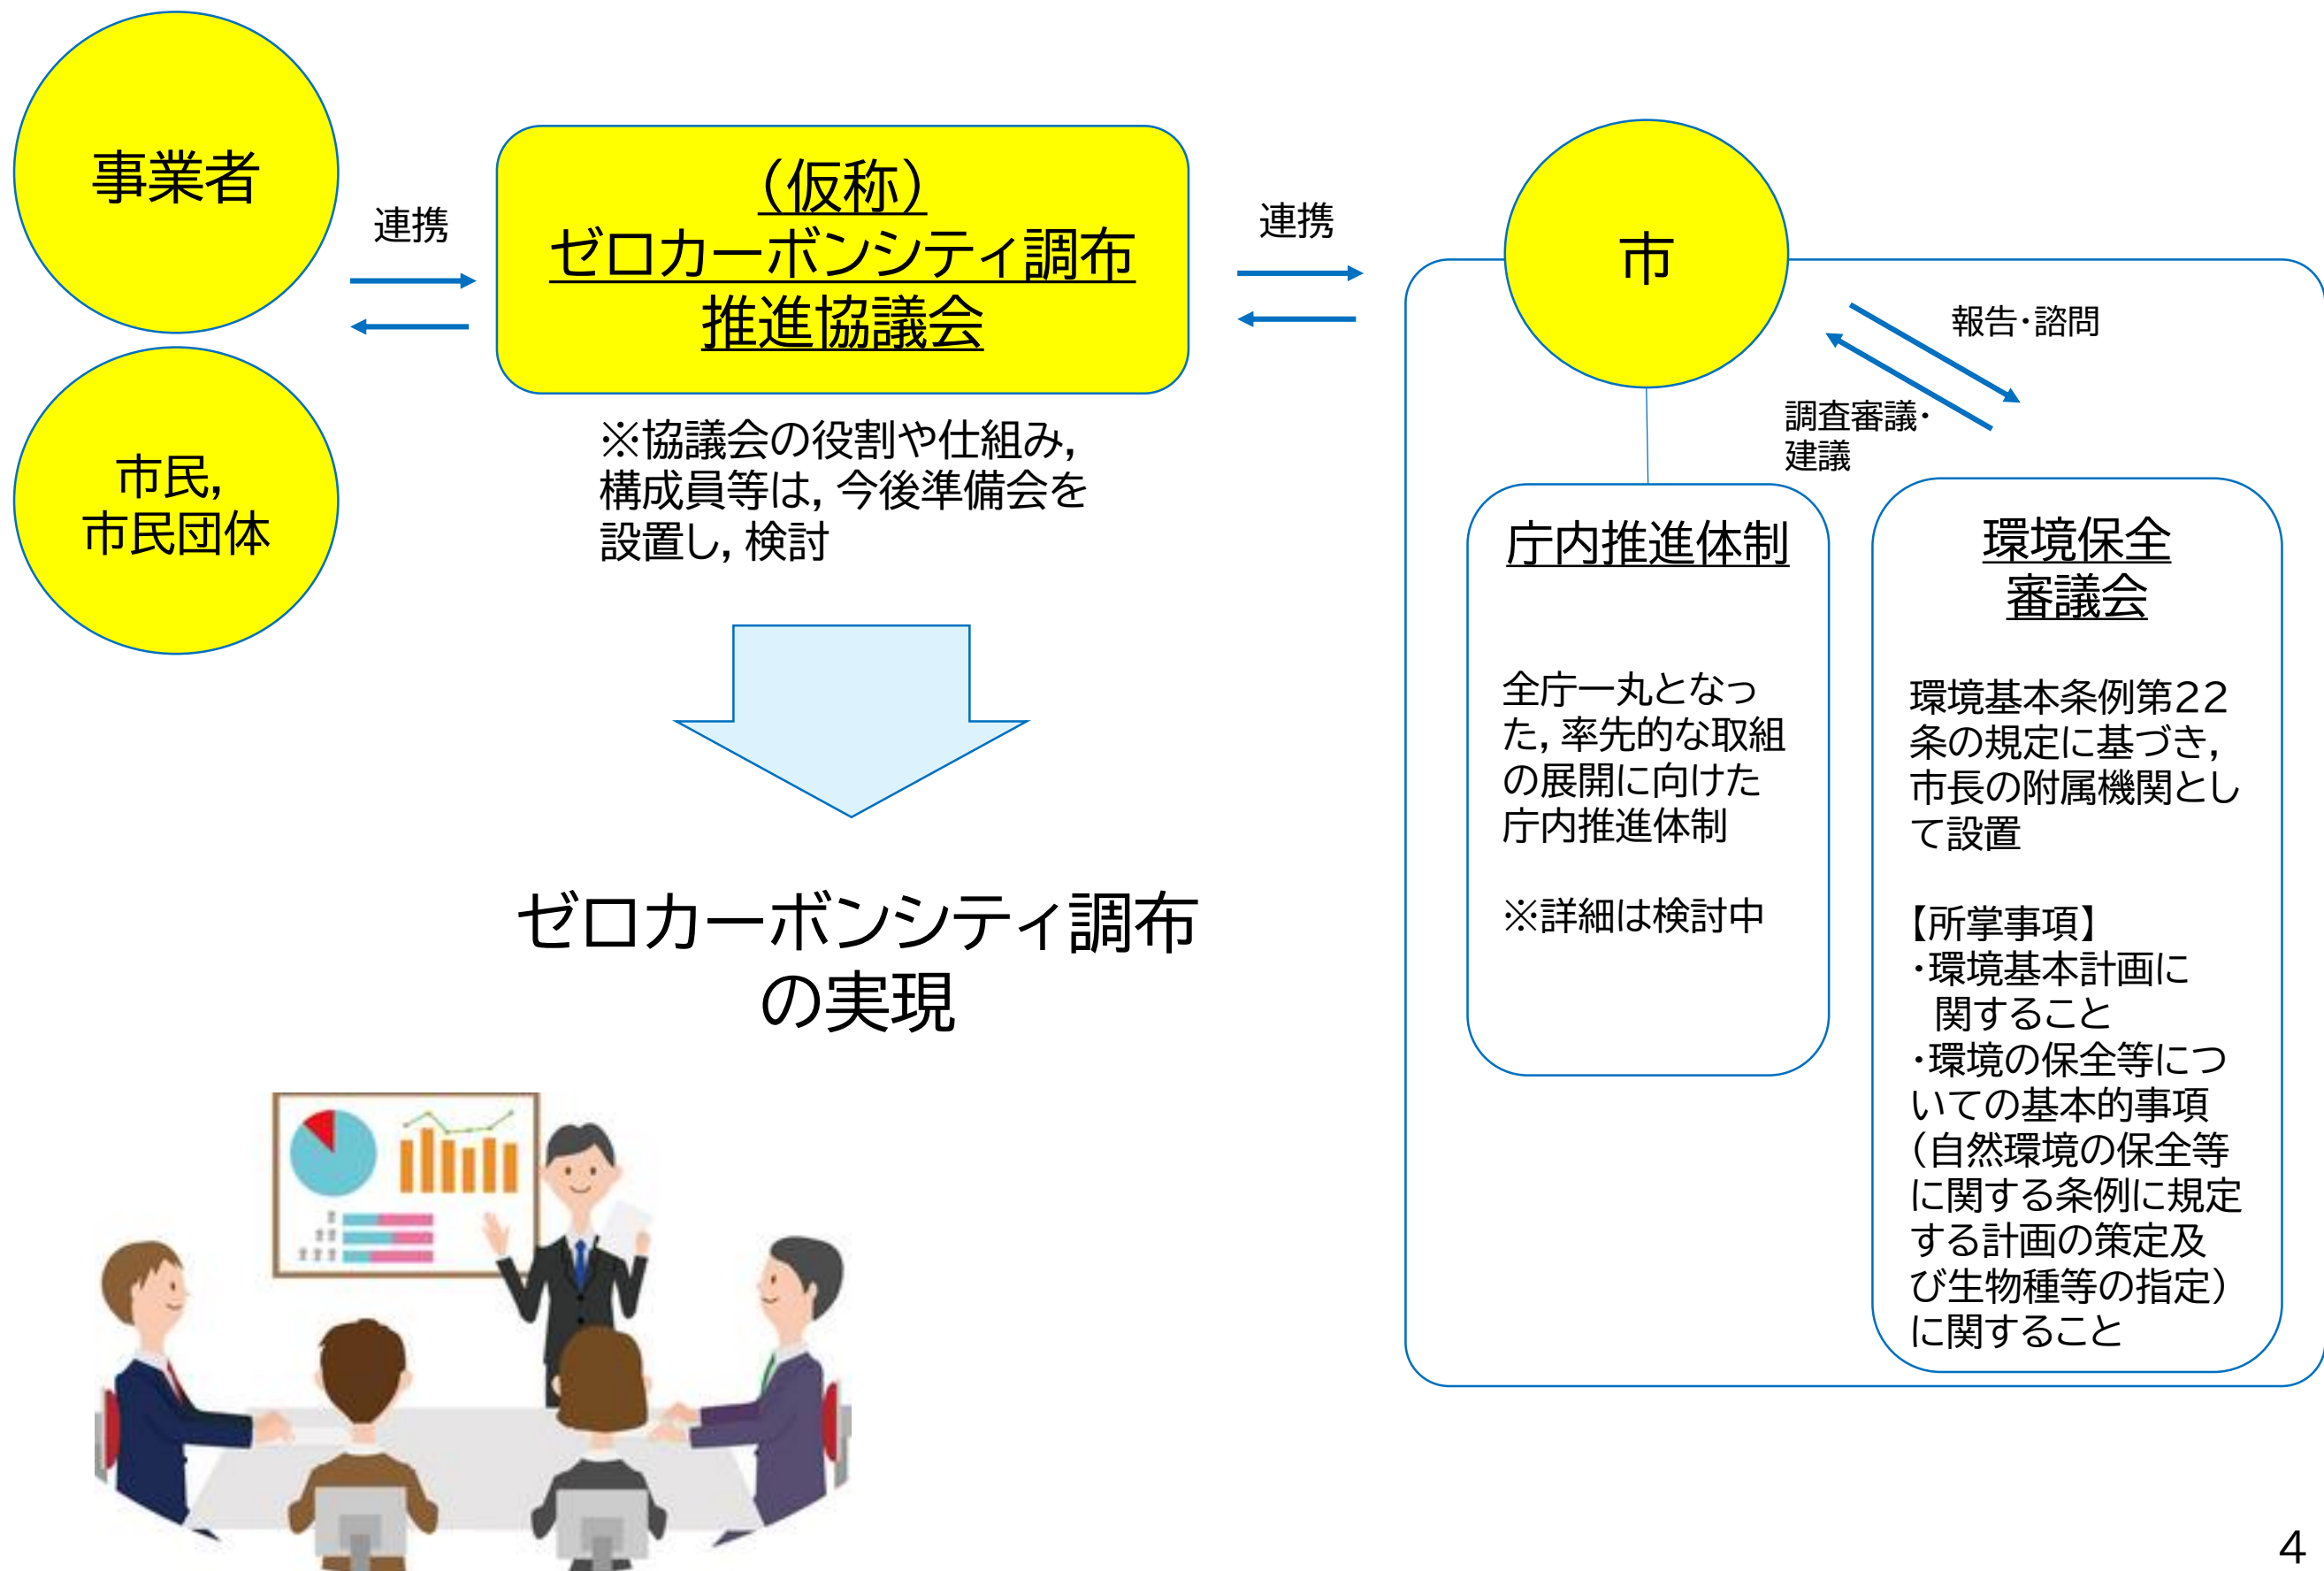 事業者
市民，
市民団体
連携
（仮称）
ゼロカーボンシティ調布
推進協議会
※協議会の役割や仕組み，
構成員等は，今後準備会を
設置し，検討
ゼロカーボンシティ調布
の実現
連携
市
報告・諮問
調査審議・
建議
庁内推進体制
全庁一丸となっ
た，率先的な取組
の展開に向けた
庁内推進体制
※詳細は検討中
環境保全
審議会
環境基本条例第２２
条の規定に基づき，
市長の附属機関とし
て設置
【所掌事項】
・環境基本計画に
関すること
・環境の保全等につ
いての基本的事項
（自然環境の保全等
に関する条例に規定
する計画の策定及
び生物種等の指定）
に関すること
4